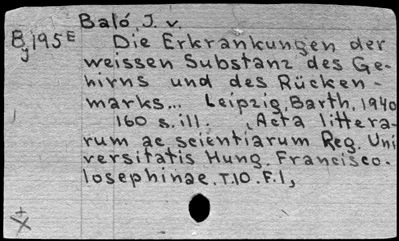 Baló J. v.
By 195E
Die Erkrankungen der
weissen Substanz des Ge-
hirns und des Rücken-
marks... Leipzig, Barth, 1940
160 s. ill. (Acta littera-
rum ac scientiarum Reg. Uni
versitatis Hung. Francisco-
Iosephinae. T.10. F.1,